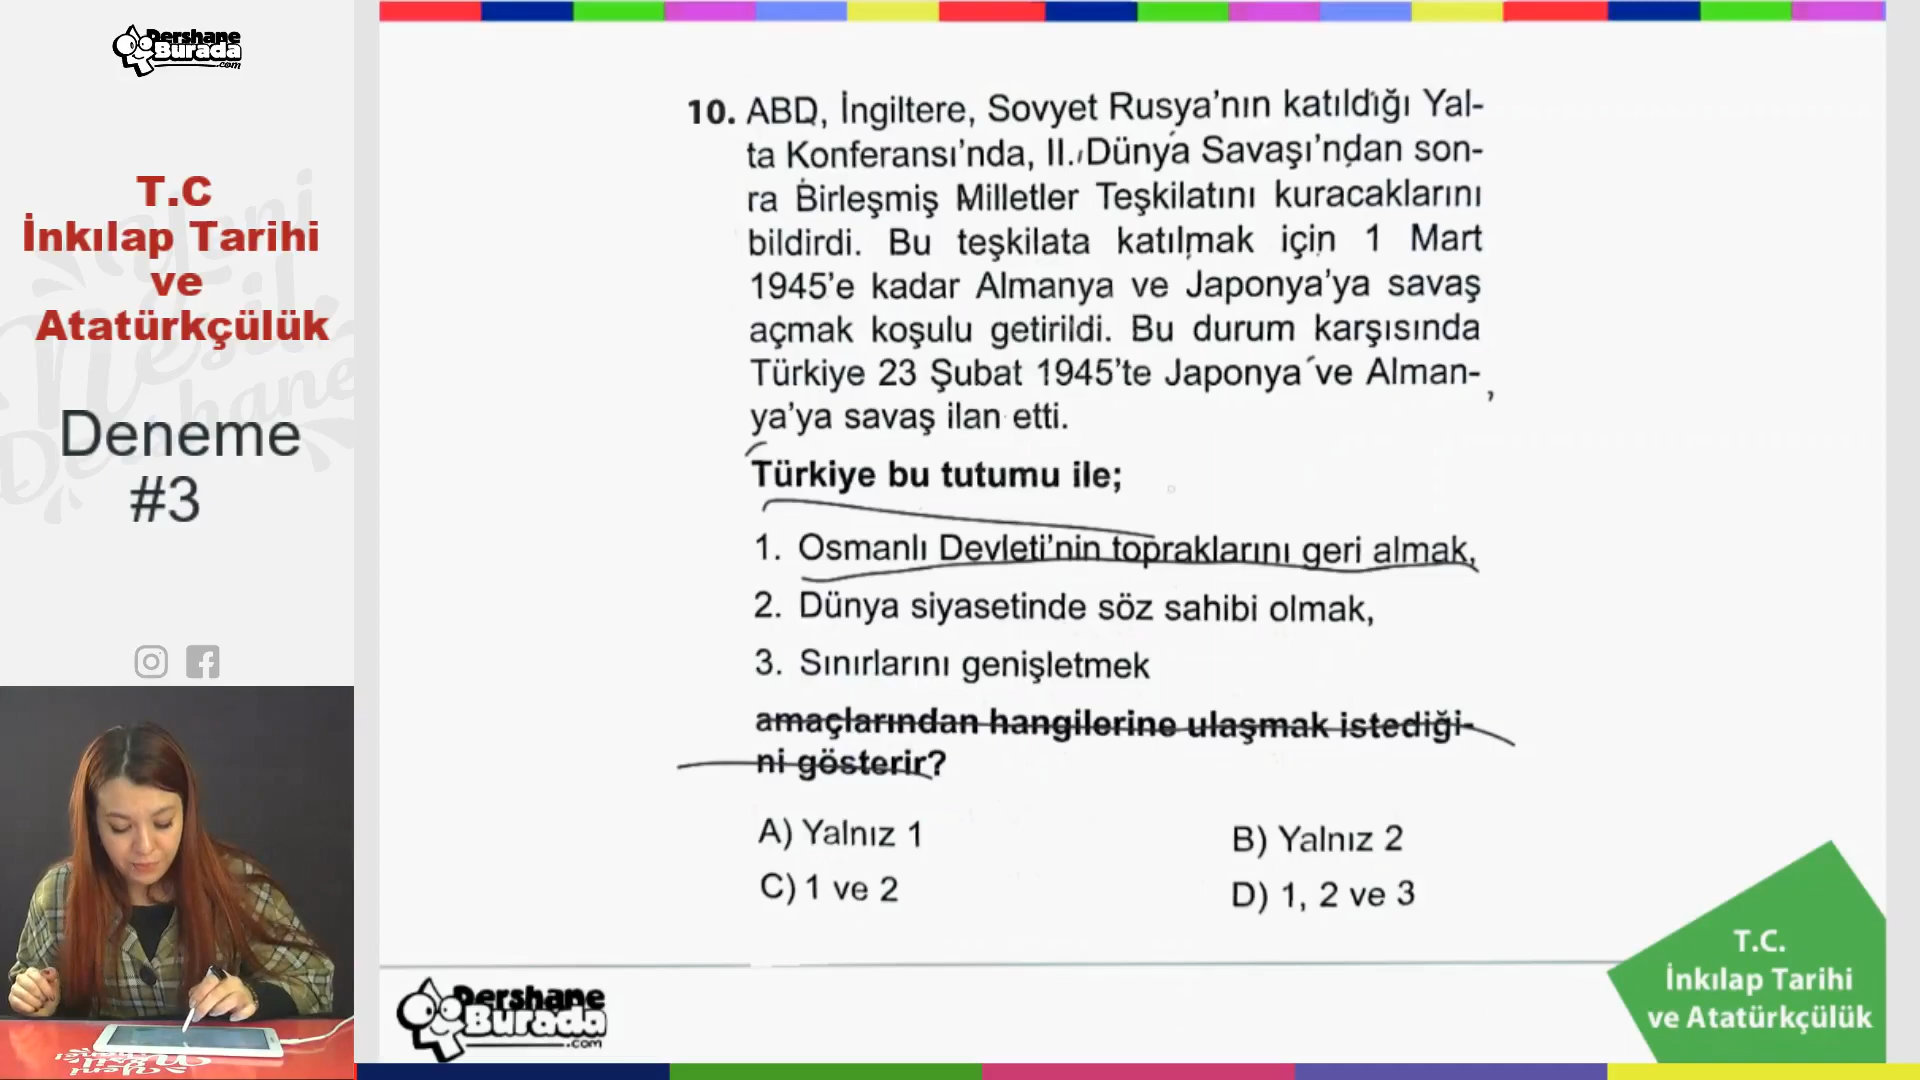 Dershane
Burada
.com
T.C
İnkılap Tarihi
ve
Atatürkçülük
Deneme
#3
10. ABD, İngiltere, Sovyet Rusya'nın katıldığı Yal-
ta Konferansı'nda, II. Dünya Savaşı'ndan son-
ra Birleşmiş Milletler Teşkilatını kuracaklarını
bildirdi. Bu teşkilata katılmak için 1 Mart
1945'e kadar Almanya ve Japonya'ya savaş
açmak koşulu getirildi. Bu durum karşısında
Türkiye 23 Şubat 1945'te Japonya ve Alman-
ya'ya savaş ilan etti.
Türkiye bu tutumu ile;
1. Osmanlı Devleti'nin topraklarını geri almak,
2. Dünya siyasetinde söz sahibi olmak,
3. Sınırlarını genişletmek
amaçlarından hangilerine ulaşmak istediği-
ni gösterir?
A) Yalnız 1
B) Yalnız 2
C) 1 ve 2
D) 1, 2 ve 3
Dershane
Burada
.com
T.C.
İnkılap Tarihi
ve Atatürkçülük